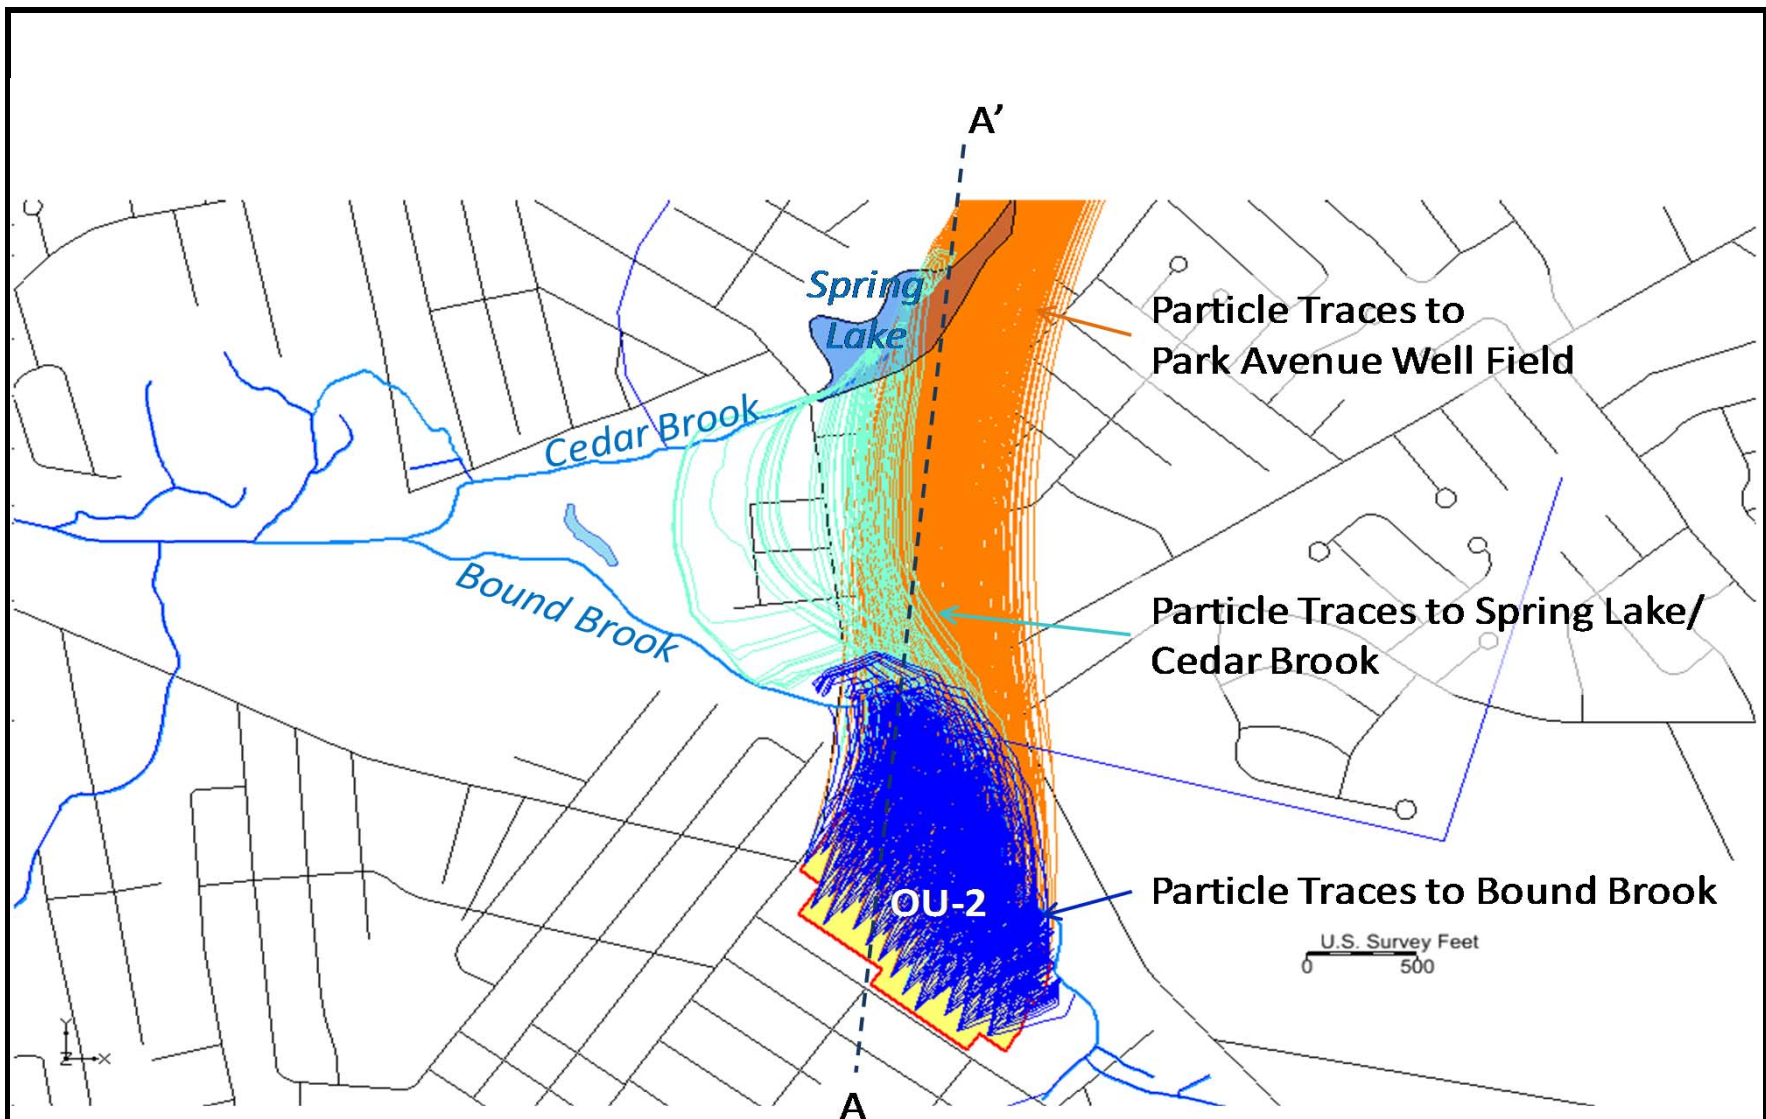 A’
Spring
Lake
Particle Traces to
Park Avenue Well Field
Cedar Brook
Bound Brook
Particle Traces to Spring Lake/
Cedar Brook
OU-2
Particle Traces to Bound Brook
U.S. Survey Feet
0 500
Y
Z X
A